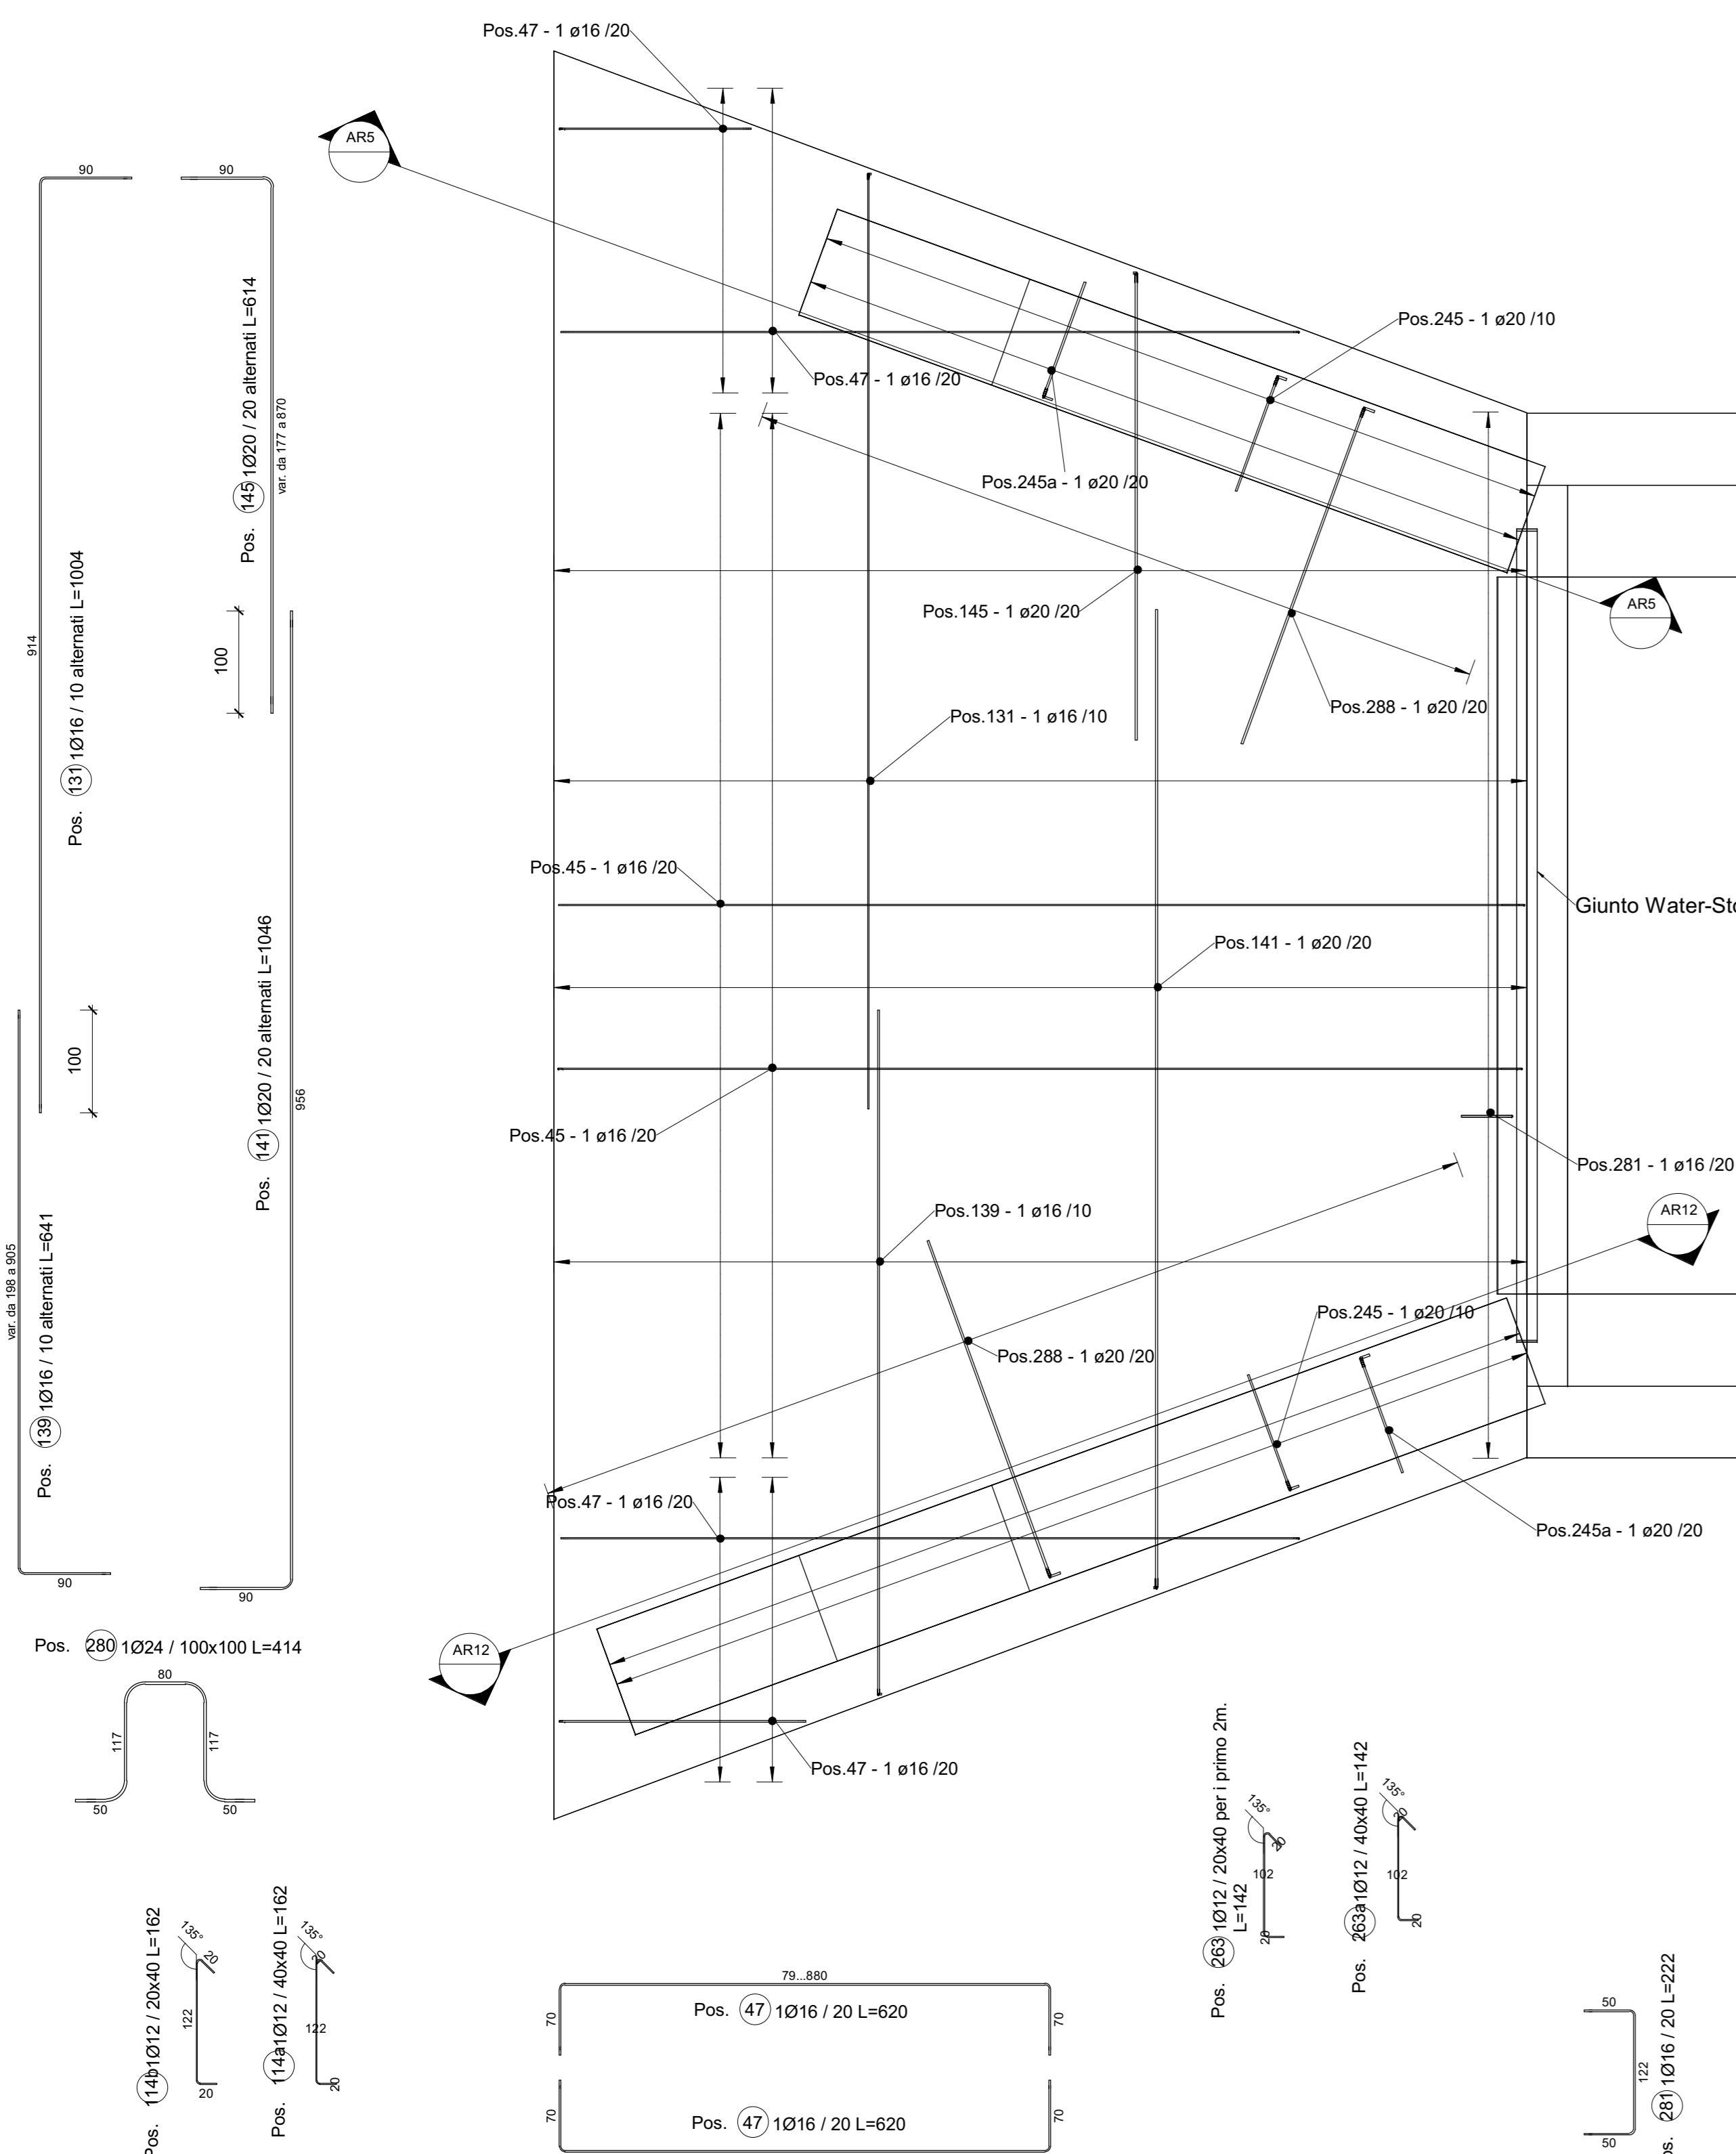 Pos.47 - 1 ø16 /20
AR5
90
90
Pos. 145 1Ø20 / 20 alternati L=614
var. da 177 a 870
Pos.245 - 1 ø20 /10
Pos.47 - 1 ø16 /20
Pos.245a - 1 ø20 /20
Pos. 131 1Ø16 / 10 alternati L=1004
914
100
Pos.145 - 1 ø20 /20
AR5
Pos.288 - 1 ø20 /20
Pos.131 - 1 ø16 /10
Pos.45 - 1 ø16 /20
Giunto Water-Sto
Pos.141 - 1 ø20 /20
Pos. 141 1Ø20 / 20 alternati L=1046
956
100
Pos.45 - 1 ø16 /20
Pos.281 - 1 ø16 /20
Pos.139 - 1 ø16 /10
AR12
var. da 198 a 905
Pos. 139 1Ø16 / 10 alternati L=641
Pos.245 - 1 ø20 /10
Pos.288 - 1 ø20 /20
Pos.47 - 1 ø16 /20
Pos.245a - 1 ø20 /20
90
90
Pos. 280 1Ø24 / 100x100 L=414
AR12
80
117
117
50
50
Pos.47 - 1 ø16 /20
Pos. 263 1Ø12 / 20x40 per i primo 2m.
L=142
135°
20
102
20
Pos. 263a 1Ø12 / 40x40 L=142
135°
20
102
20
Pos. 114b 1Ø12 / 20x40 L=162
135°
20
122
20
Pos. 114a 1Ø12 / 40x40 L=162
135°
20
122
20
79...880
70
Pos. 47 1Ø16 / 20 L=620
70
70
Pos. 47 1Ø16 / 20 L=620
70
50
122
50
os. 281 1Ø16 / 20 L=222